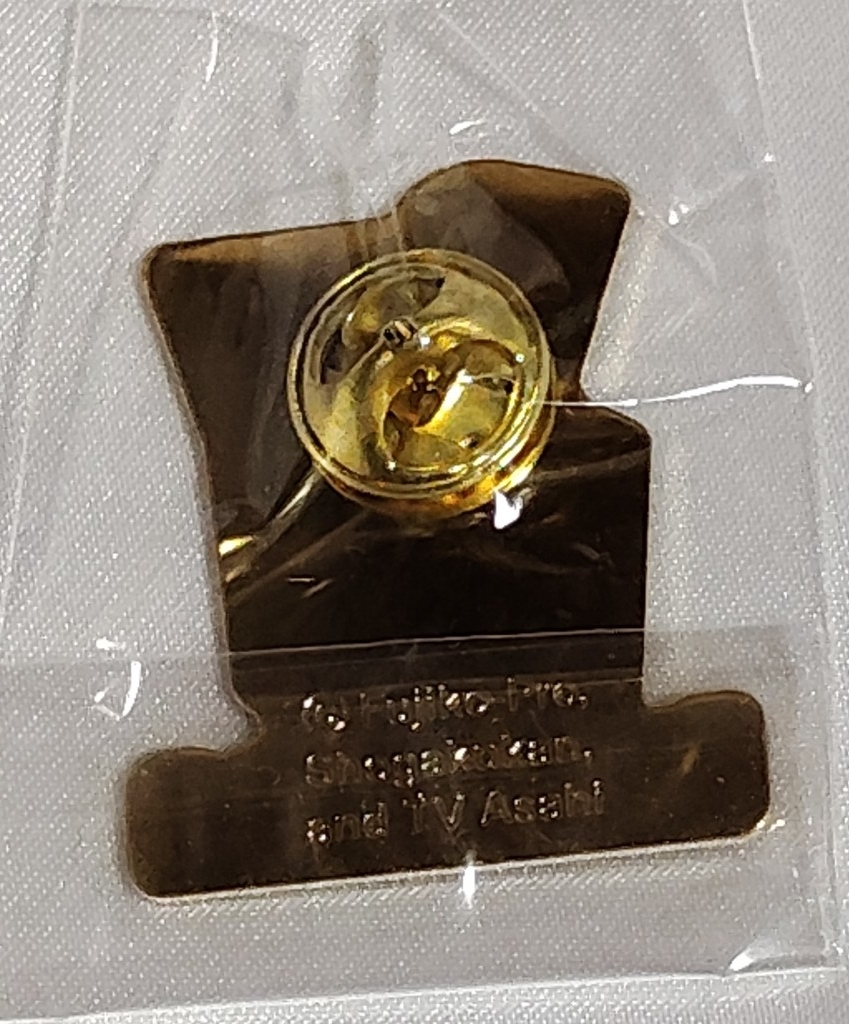 © Fujiko Pro,
Shogakukan,
and TV Asahi